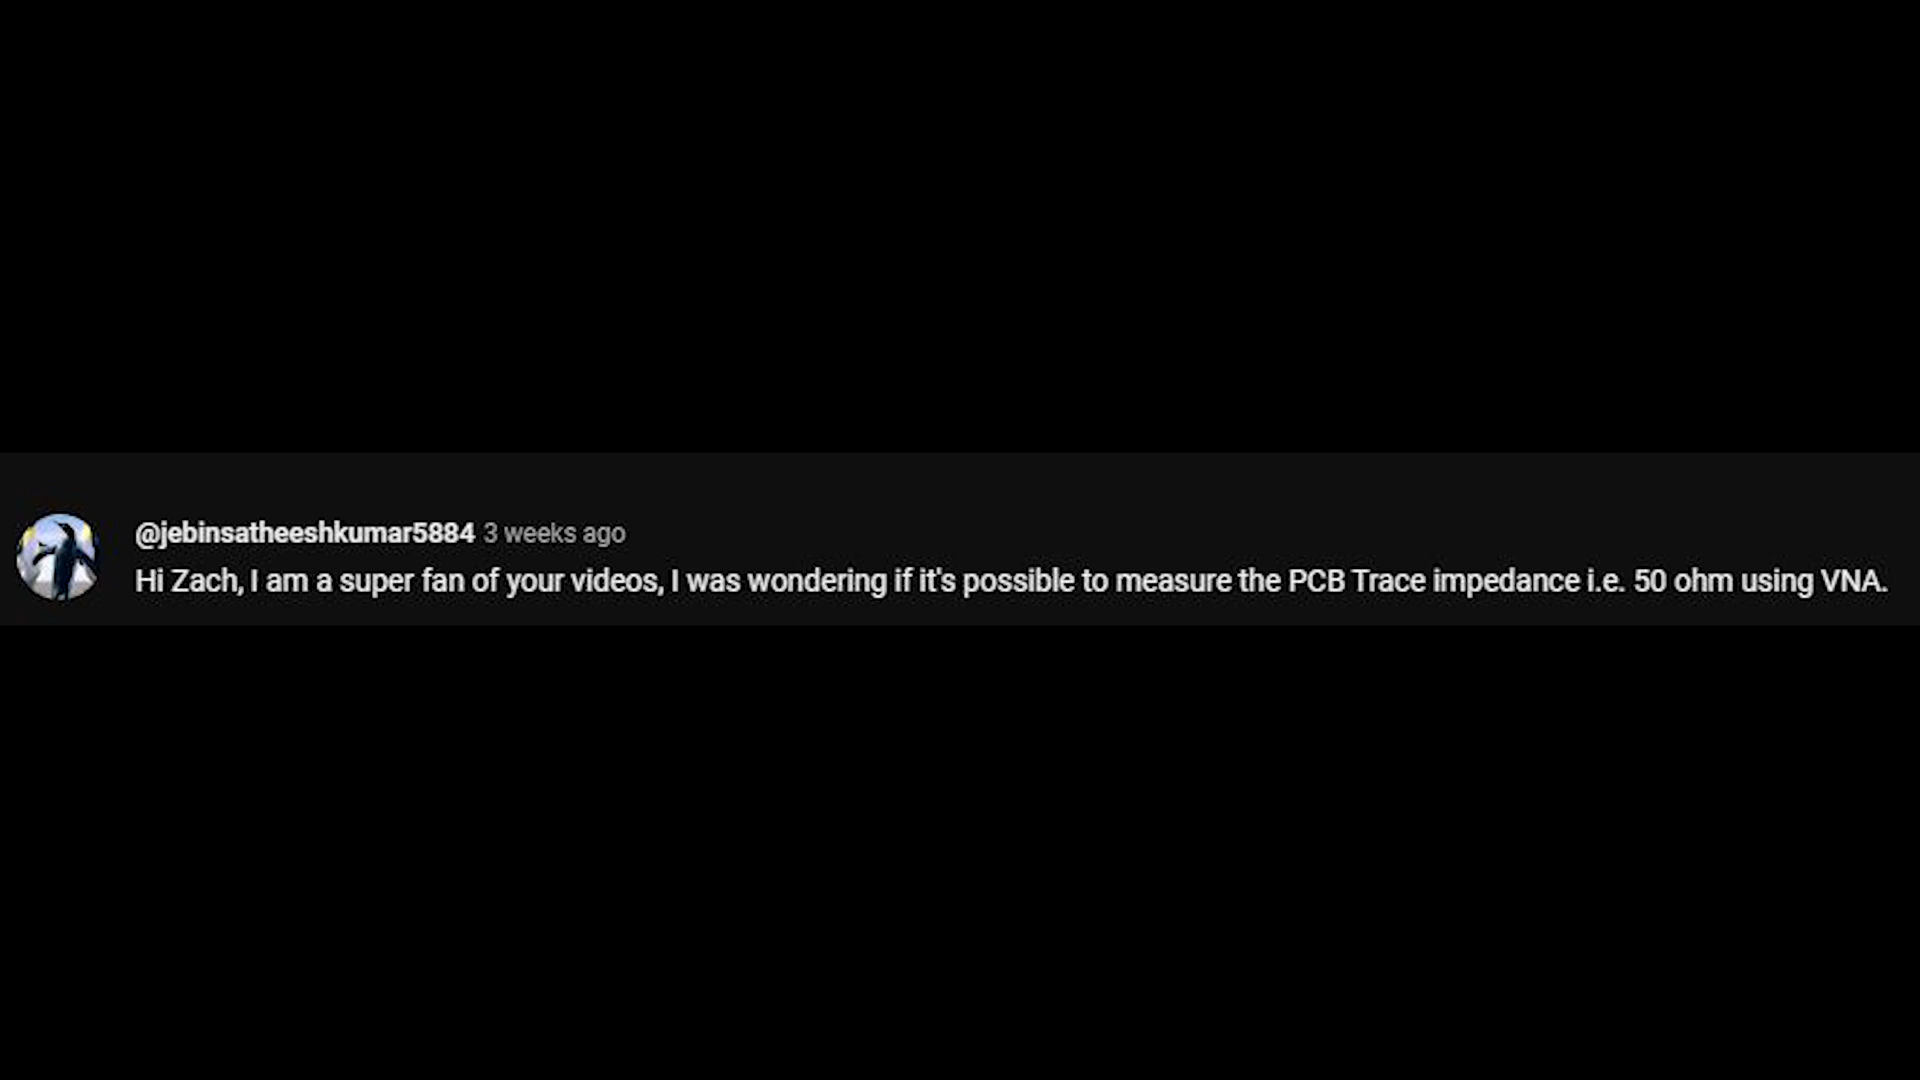 @jebinsatheeshkumar5884 3 weeks ago
Hi Zach, I am a super fan of your videos, I was wondering if it's possible to measure the PCB Trace impedance i.e. 50 ohm using VNA.